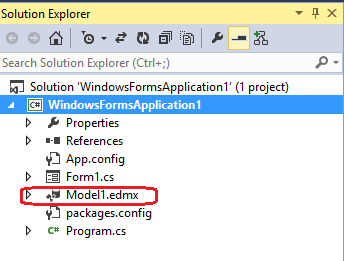 Solution Explorer
Search Solution Explorer (Ctrl+;)
Solution 'WindowsFormsApplication1' (1 project)
C# WindowsFormsApplication1
Properties
References
App.config
Form1.cs
Model1.edmx
packages.config
C# Program.cs